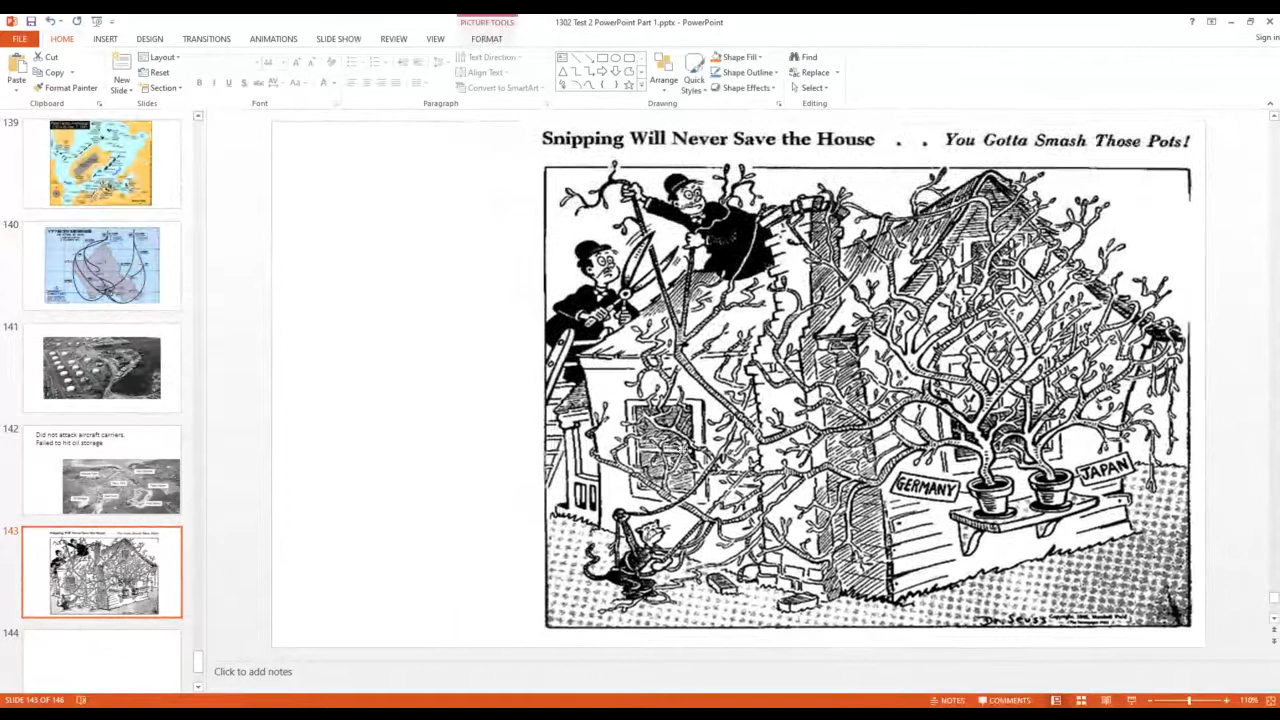 1302 Test 2 PowerPoint Part 1.pptx - PowerPoint
PICTURE TOOLS
Sign in
FILE HOME INSERT DESIGN TRANSITIONS ANIMATIONS SLIDE SHOW REVIEW VIEW FORMAT
Paste
Cut
Copy
Format Painter
Clipboard
New Slide
Layout
Reset
Section
Slides
44
Font
Text Direction
Align Text
Convert to SmartArt
Paragraph
Arrange
Quick Styles
Shape Fill
Shape Outline
Shape Effects
Drawing
Find
Replace
Select
Editing
139
140
141
142
Did not attack aircraft carriers.
Failed to hit oil storage
143
144
Snipping Will Never Save the House . . You Gotta Smash Those Pots!
GERMANY
JAPAN
Dr. Seuss
Click to add notes
SLIDE 143 OF 146
NOTES
COMMENTS
110%